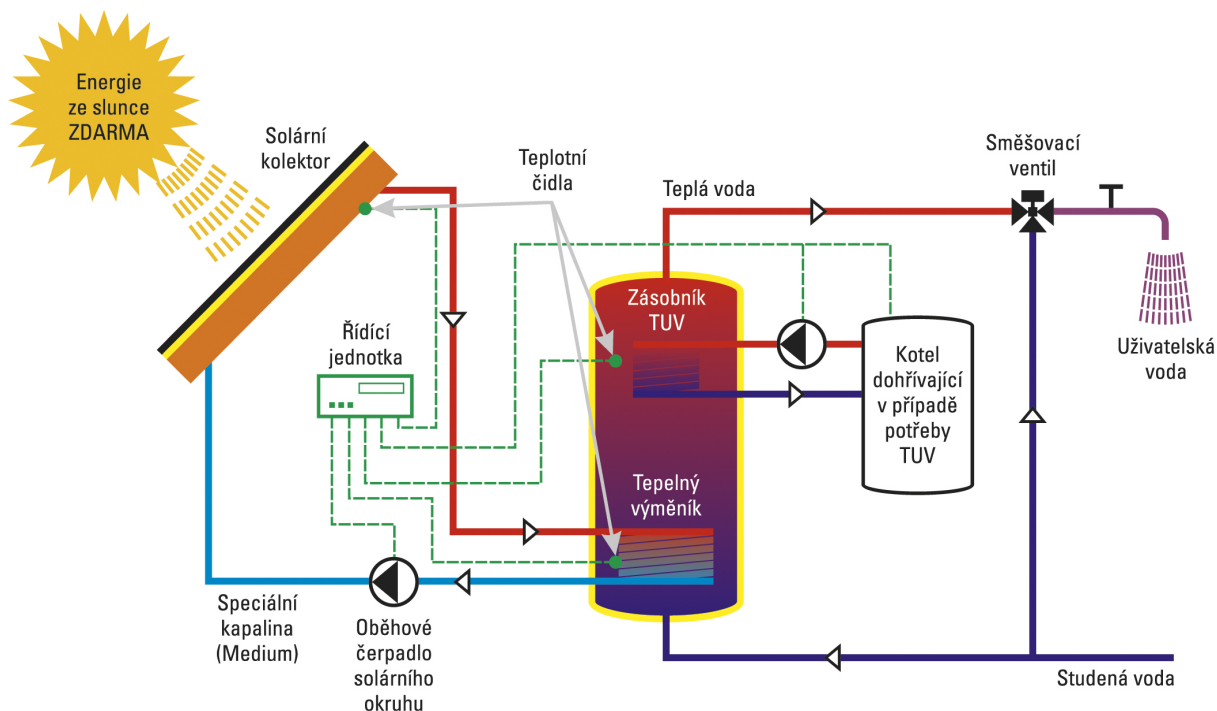 Energie
ze slunce
ZDARMA
Solární
kolektor
Teplotní
čidla
Teplá voda
Směšovací
ventil
Zásobník
TUV
Řídící
jednotka
Kotel
dohřívající
v případě
potřeby
TUV
Uživatelská
voda
Tepelný
výměník
Speciální
kapalina
(Medium)
Oběhové
čerpadlo
solárního
okruhu
Studená voda